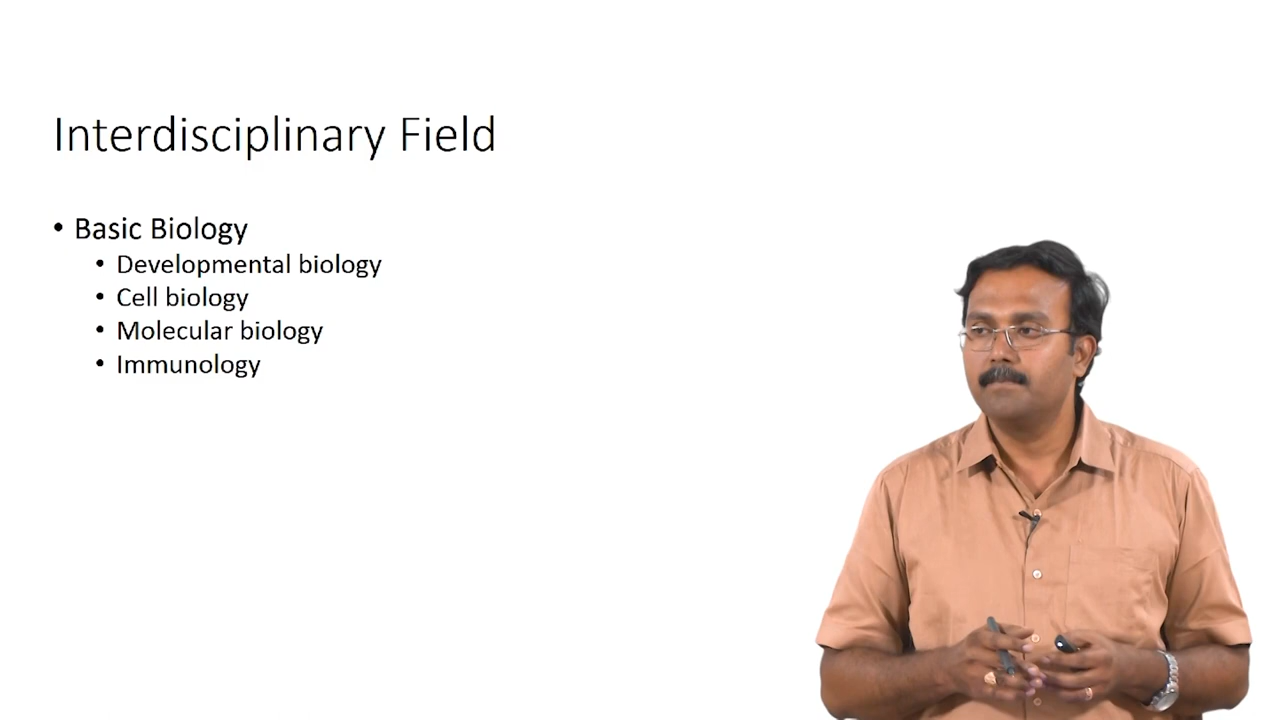 Interdisciplinary Field
• Basic Biology
• Developmental biology
• Cell biology
• Molecular biology
• Immunology